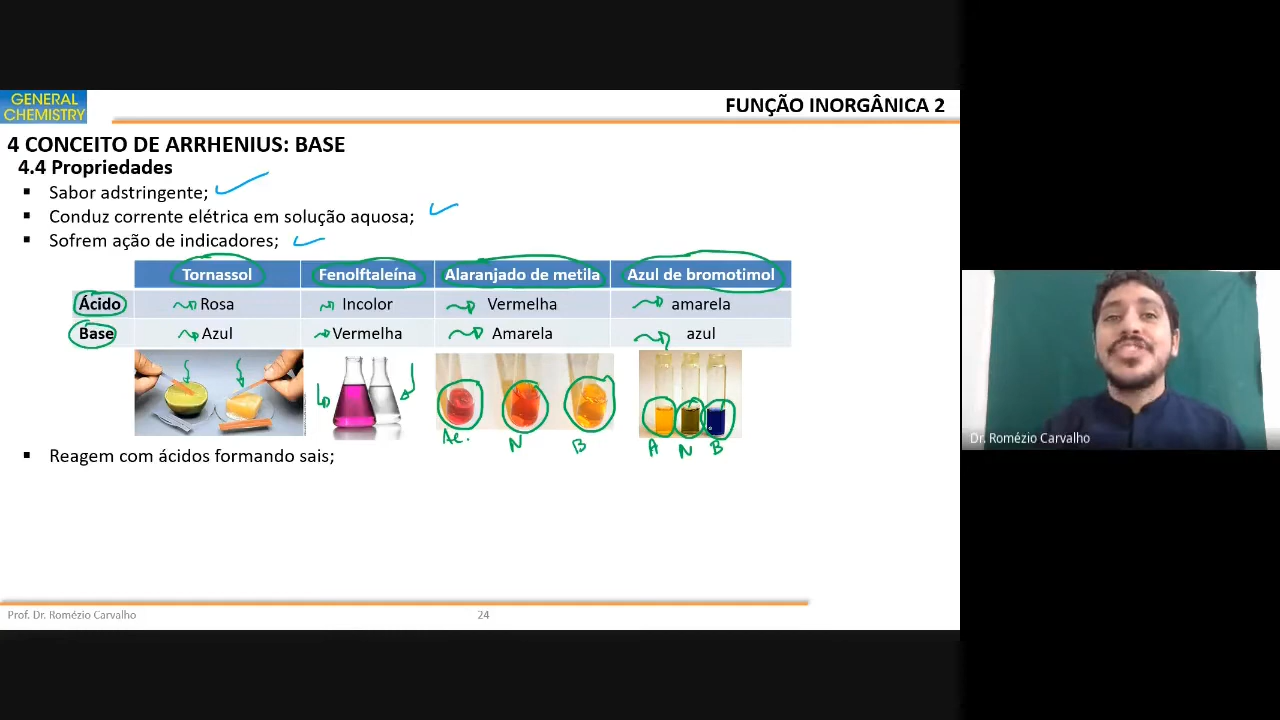 GENERAL
CHEMISTRY
FUNÇÃO INORGÂNICA 2
4 CONCEITO DE ARRHENIUS: BASE
4.4 Propriedades
▪ Sabor adstringente;
▪ Conduz corrente elétrica em solução aquosa;
▪ Sofrem ação de indicadores;
Tornassol Fenolftaleína Alaranjado de metila Azul de bromotimol
Ácido Rosa Incolor Vermelha amarela
Base Azul Vermelha Amarela azul
Ac. N B A N B
▪ Reagem com ácidos formando sais;
Dr. Romézio Carvalho
Prof. Dr. Romézio Carvalho 24